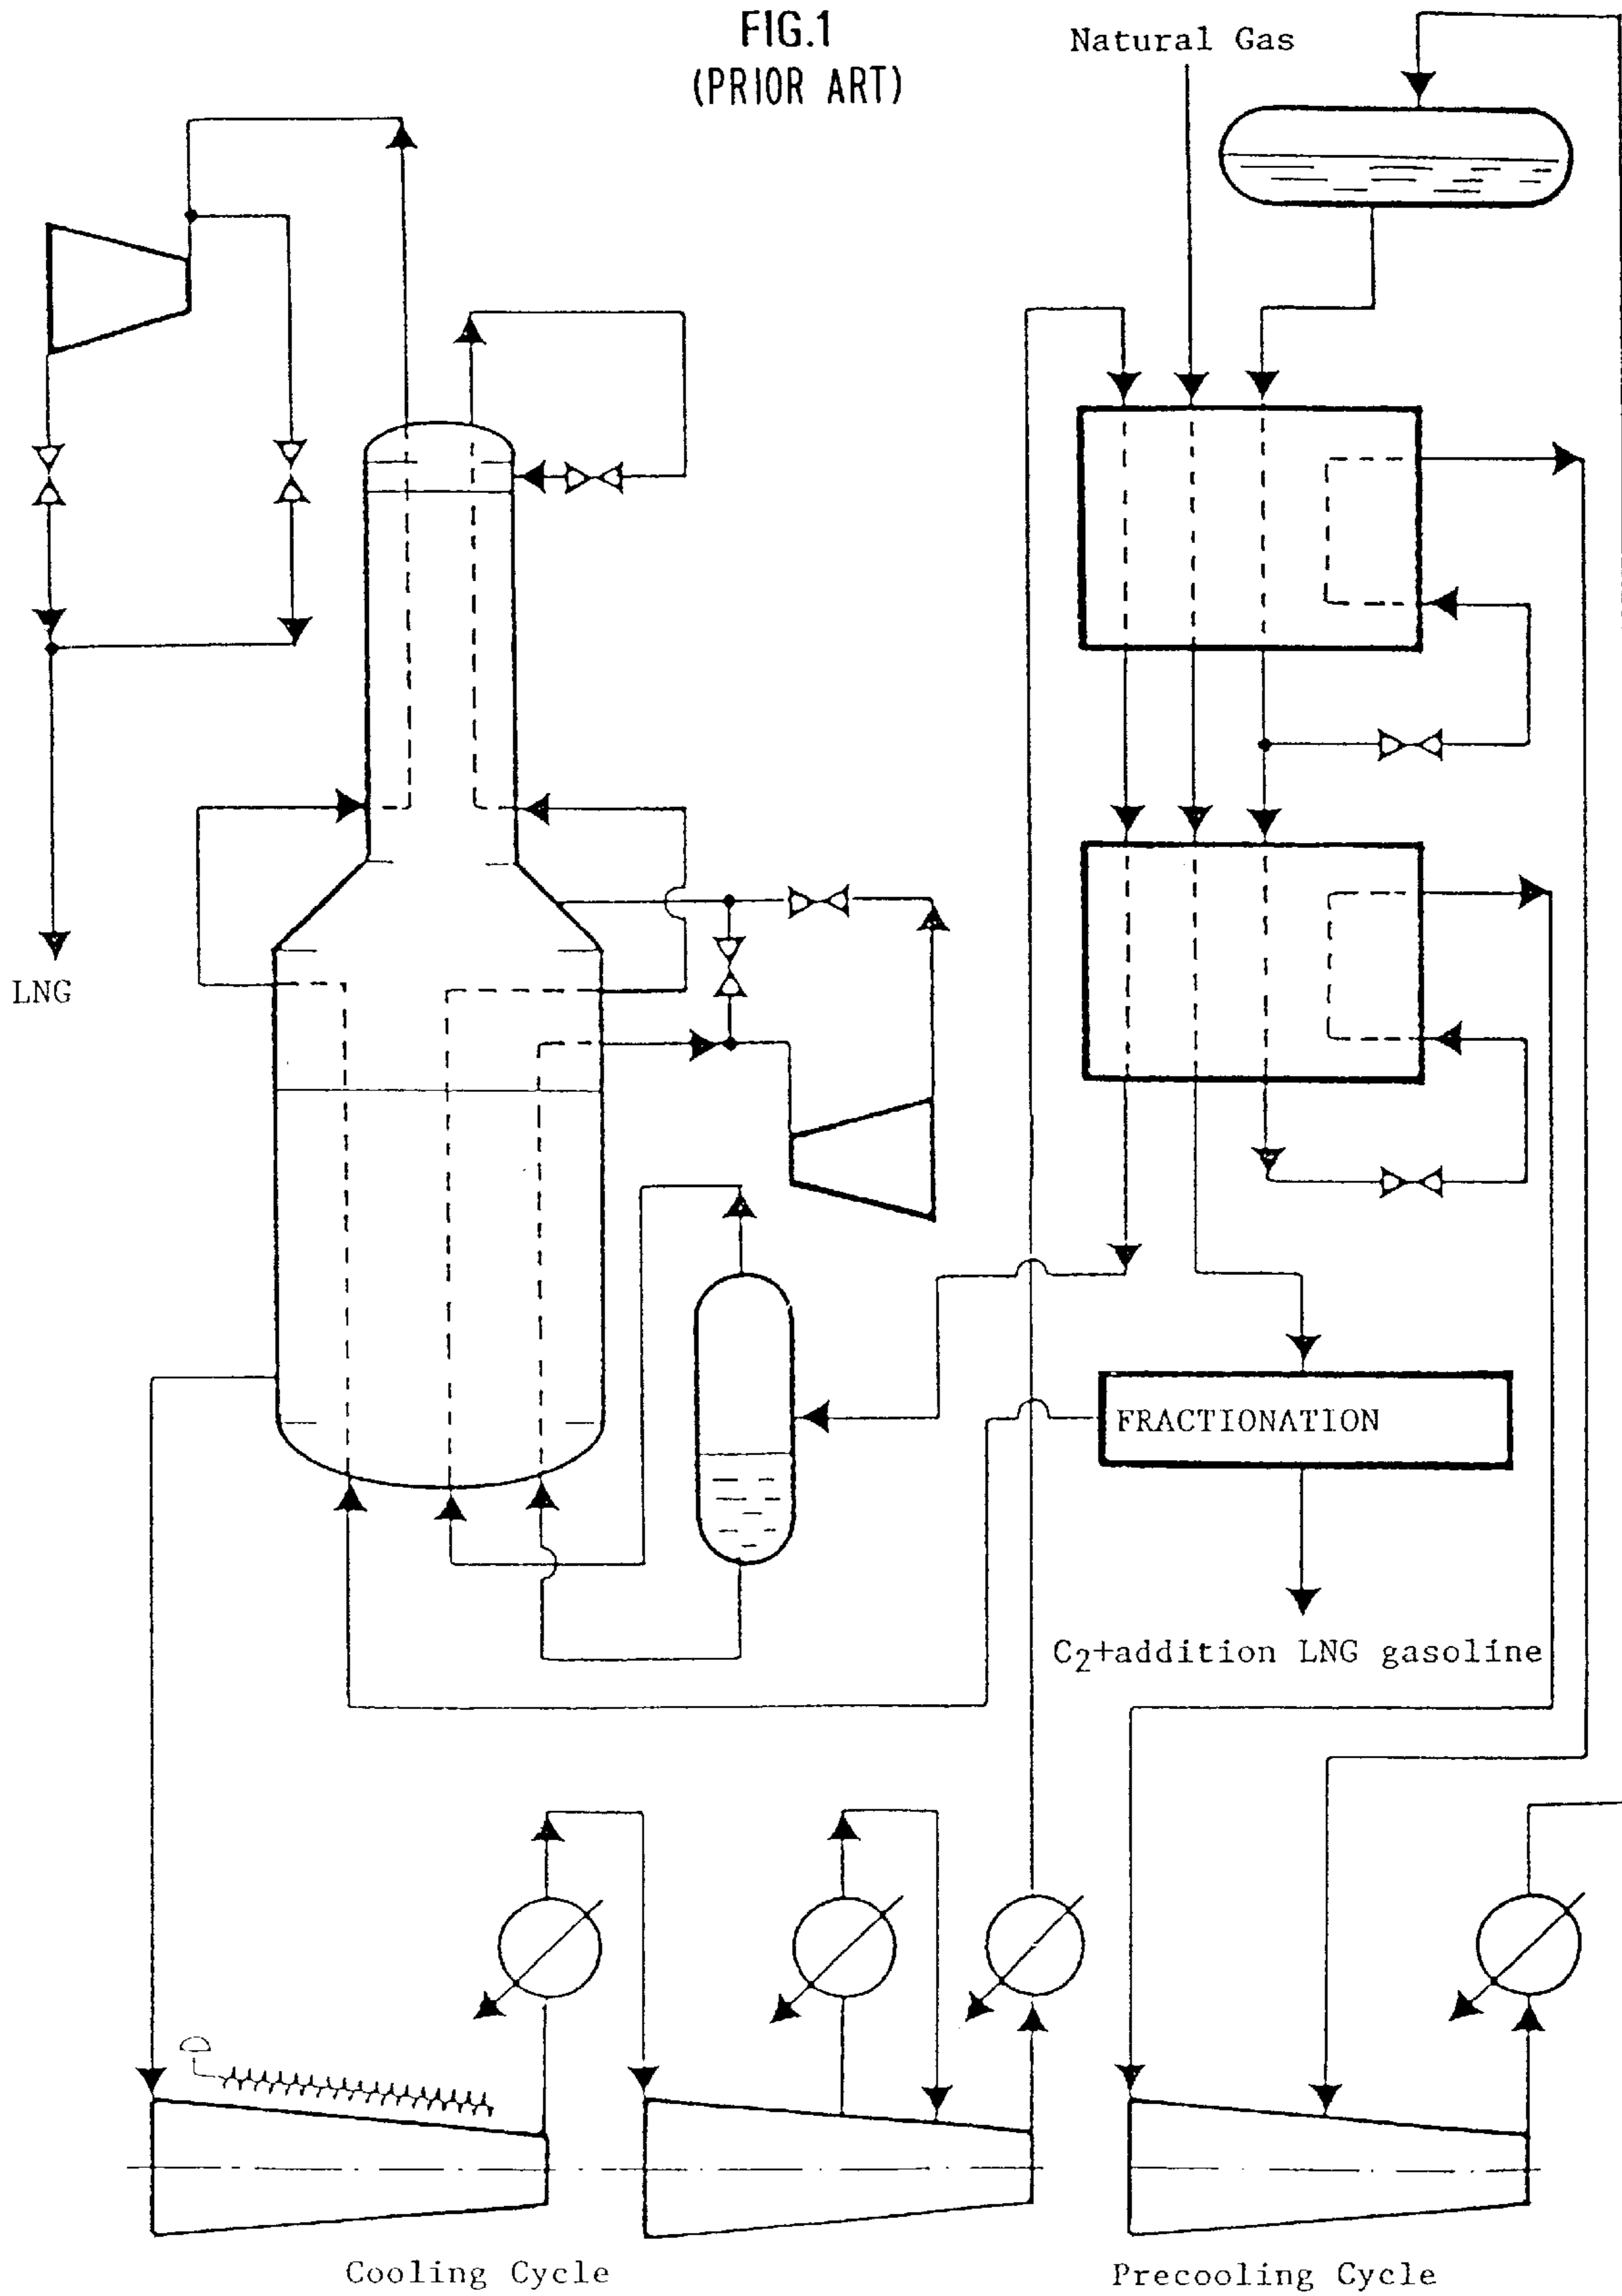 FIG.1
(PRIOR ART)
Natural Gas
LNG
FRACTIONATION
C2+addition LNG gasoline
Cooling Cycle
Precooling Cycle